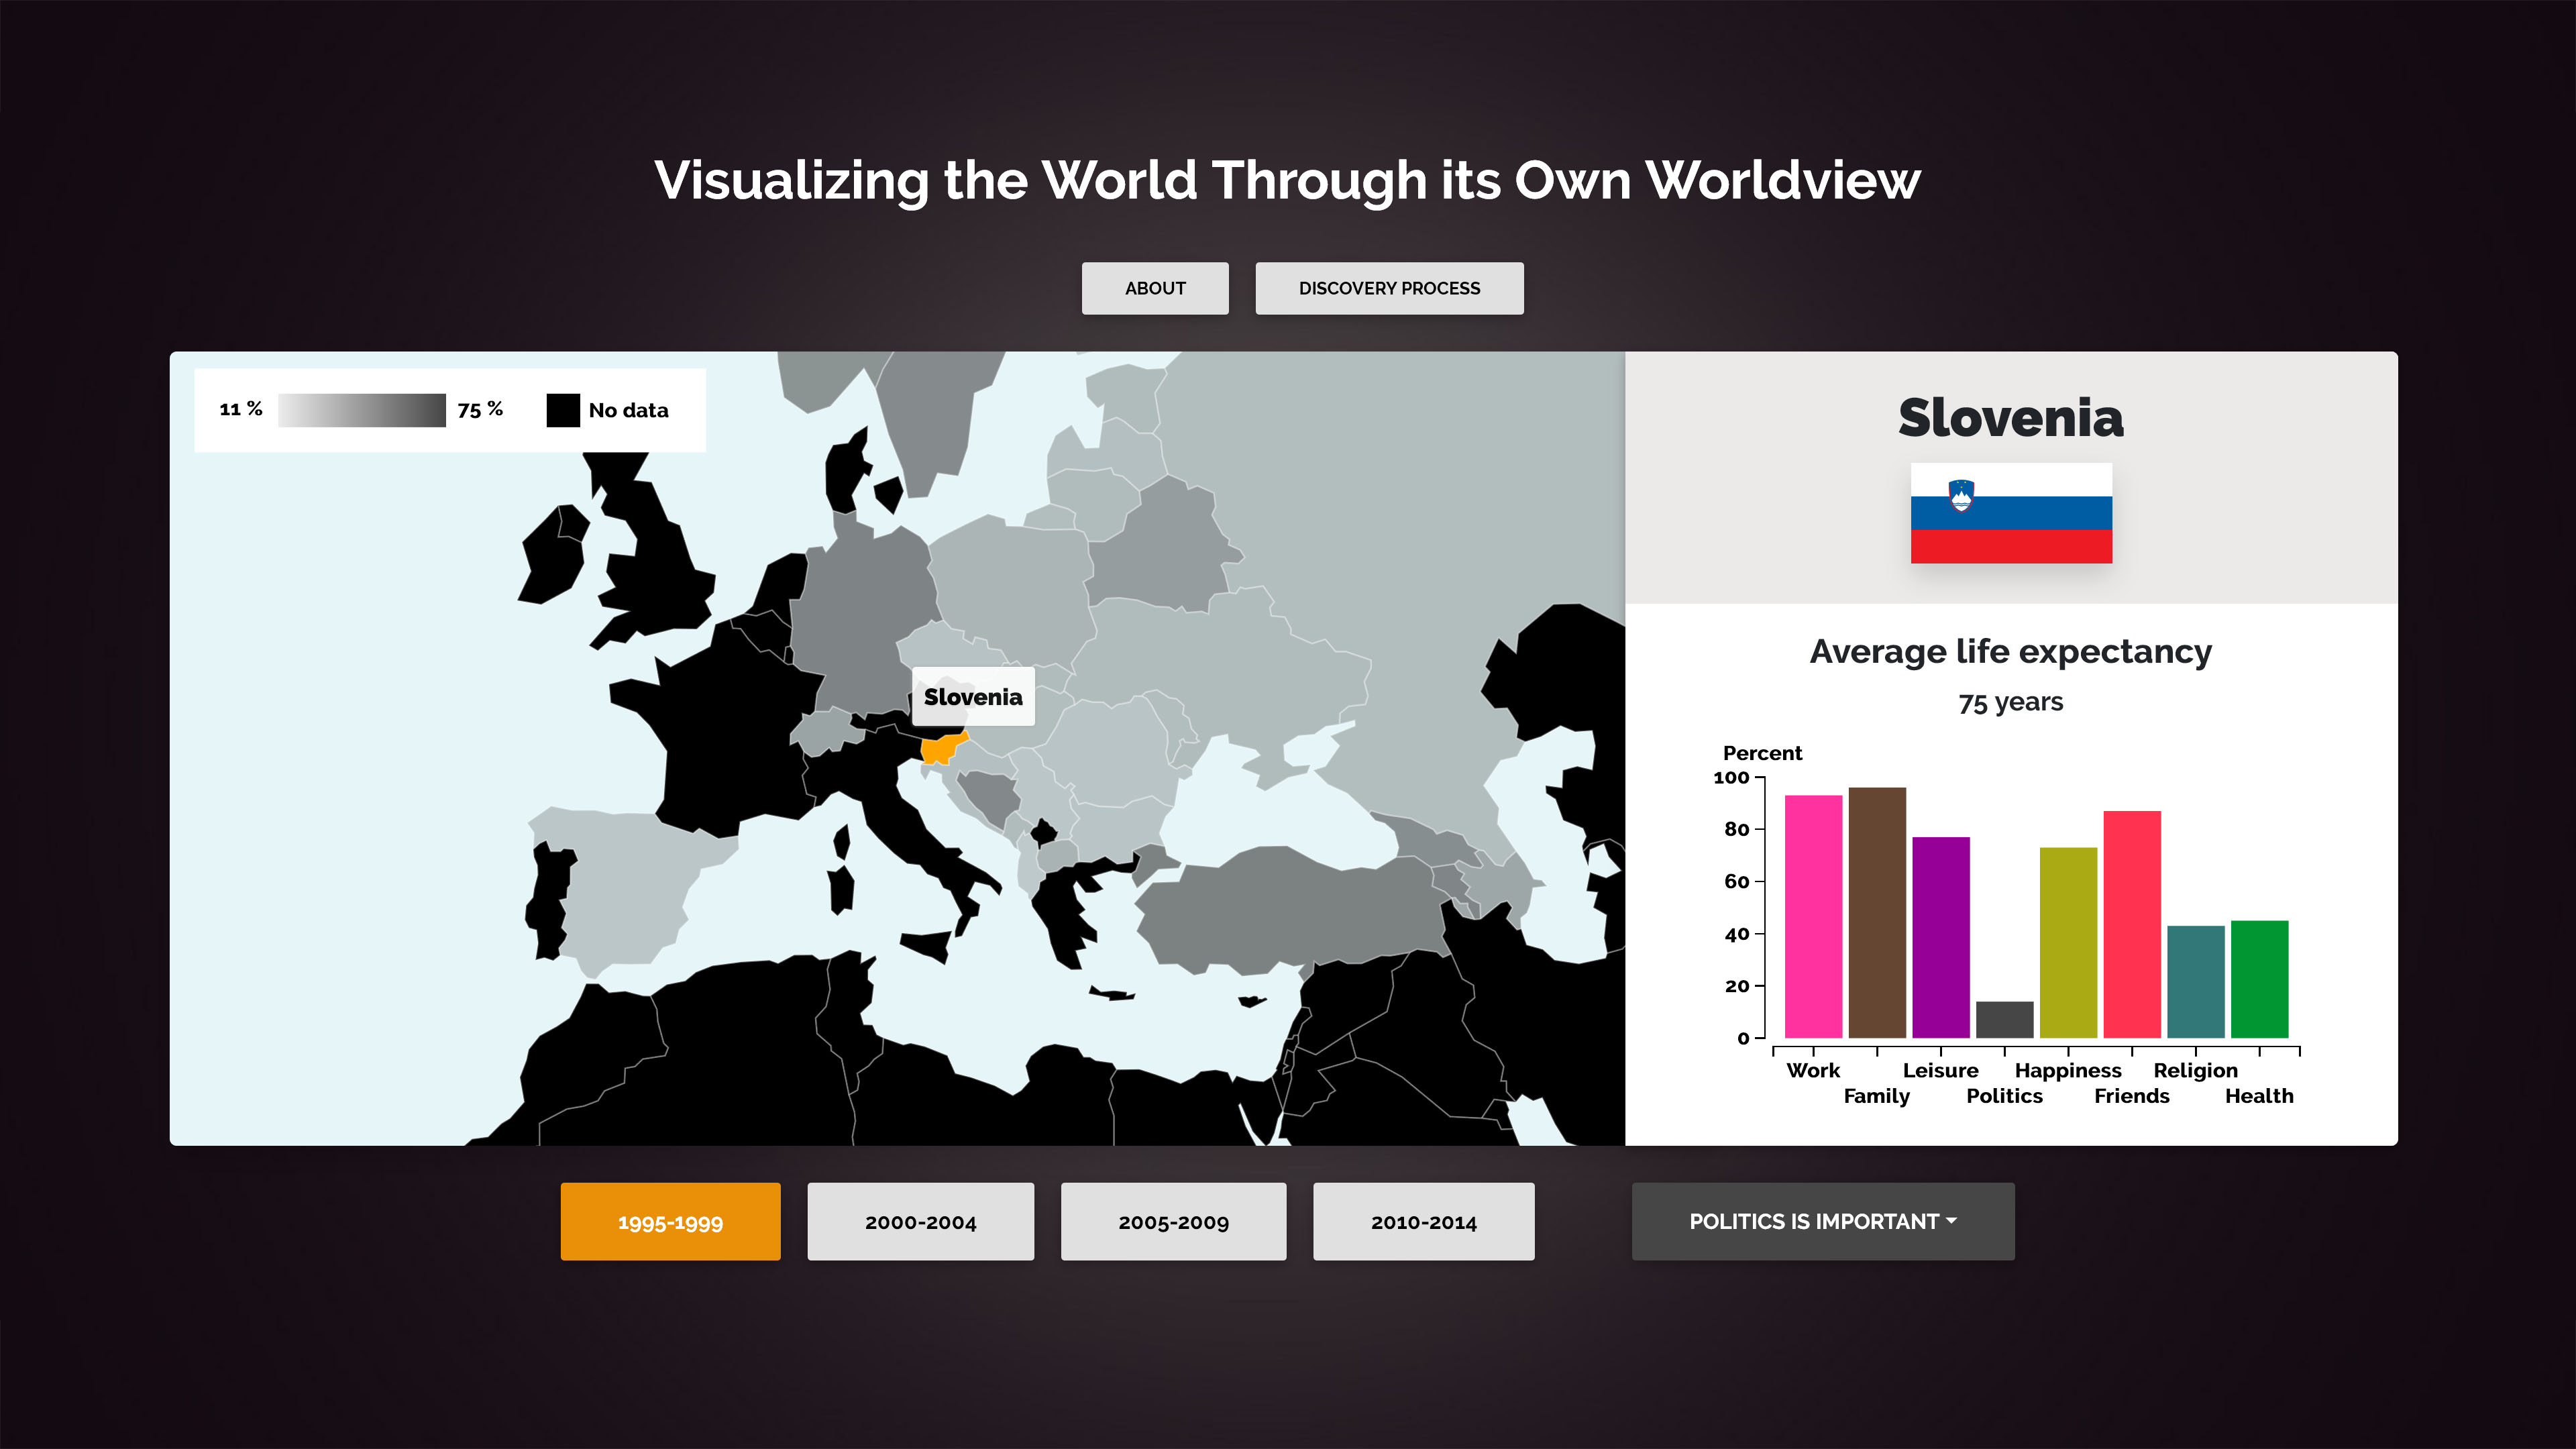 Visualizing the World Through its Own Worldview
ABOUT
DISCOVERY PROCESS
11 %
75 %
No data
Slovenia
Slovenia
Average life expectancy
75 years
Percent
100
80
60
40
20
0
Work
Family
Leisure
Politics
Happiness
Friends
Religion
Health
1995-1999
2000-2004
2005-2009
2010-2014
POLITICS IS IMPORTANT